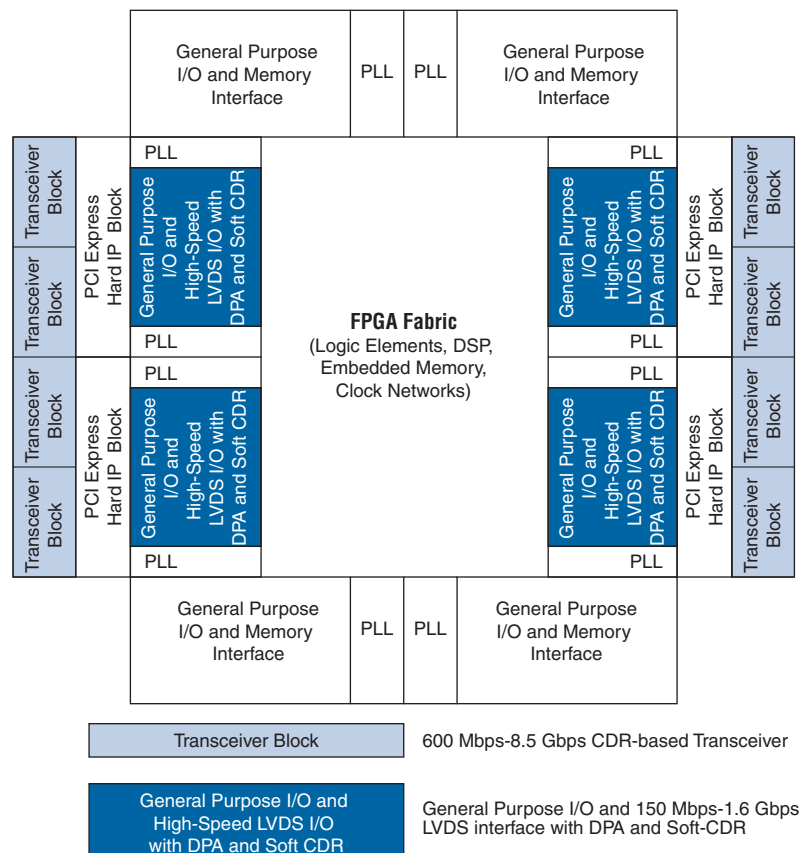 General Purpose
I/O and Memory
Interface
PLL
PLL
General Purpose
I/O and Memory
Interface
Transceiver
Block
Transceiver
Block
PCI Express
Hard IP Block
PLL
General Purpose
I/O and
High-Speed
LVDS I/O with
DPA and Soft CDR
PLL
Transceiver
Block
Transceiver
Block
PCI Express
Hard IP Block
PLL
General Purpose
I/O and
High-Speed
LVDS I/O with
DPA and Soft CDR
PLL
FPGA Fabric
(Logic Elements, DSP,
Embedded Memory,
Clock Networks)
PLL
General Purpose
I/O and
High-Speed
LVDS I/O with
DPA and Soft CDR
PLL
PCI Express
Hard IP Block
Transceiver
Block
Transceiver
Block
PLL
General Purpose
I/O and
High-Speed
LVDS I/O with
DPA and Soft CDR
PLL
PCI Express
Hard IP Block
Transceiver
Block
Transceiver
Block
General Purpose
I/O and Memory
Interface
PLL
PLL
General Purpose
I/O and Memory
Interface
Transceiver Block
600 Mbps-8.5 Gbps CDR-based Transceiver
General Purpose I/O and
High-Speed LVDS I/O
with DPA and Soft CDR
General Purpose I/O and 150 Mbps-1.6 Gbps
LVDS interface with DPA and Soft-CDR